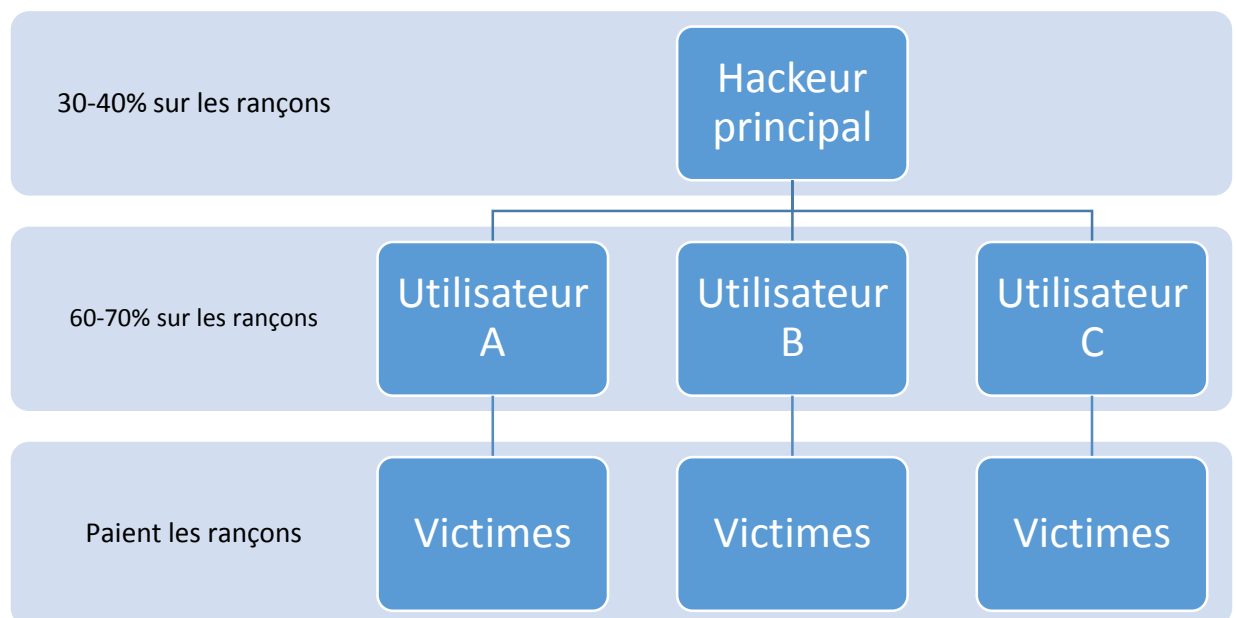 30-40% sur les rançons
Hackeur
principal
60-70% sur les rançons
Utilisateur
A
Utilisateur
B
Utilisateur
C
Paient les rançons
Victimes
Victimes
Victimes